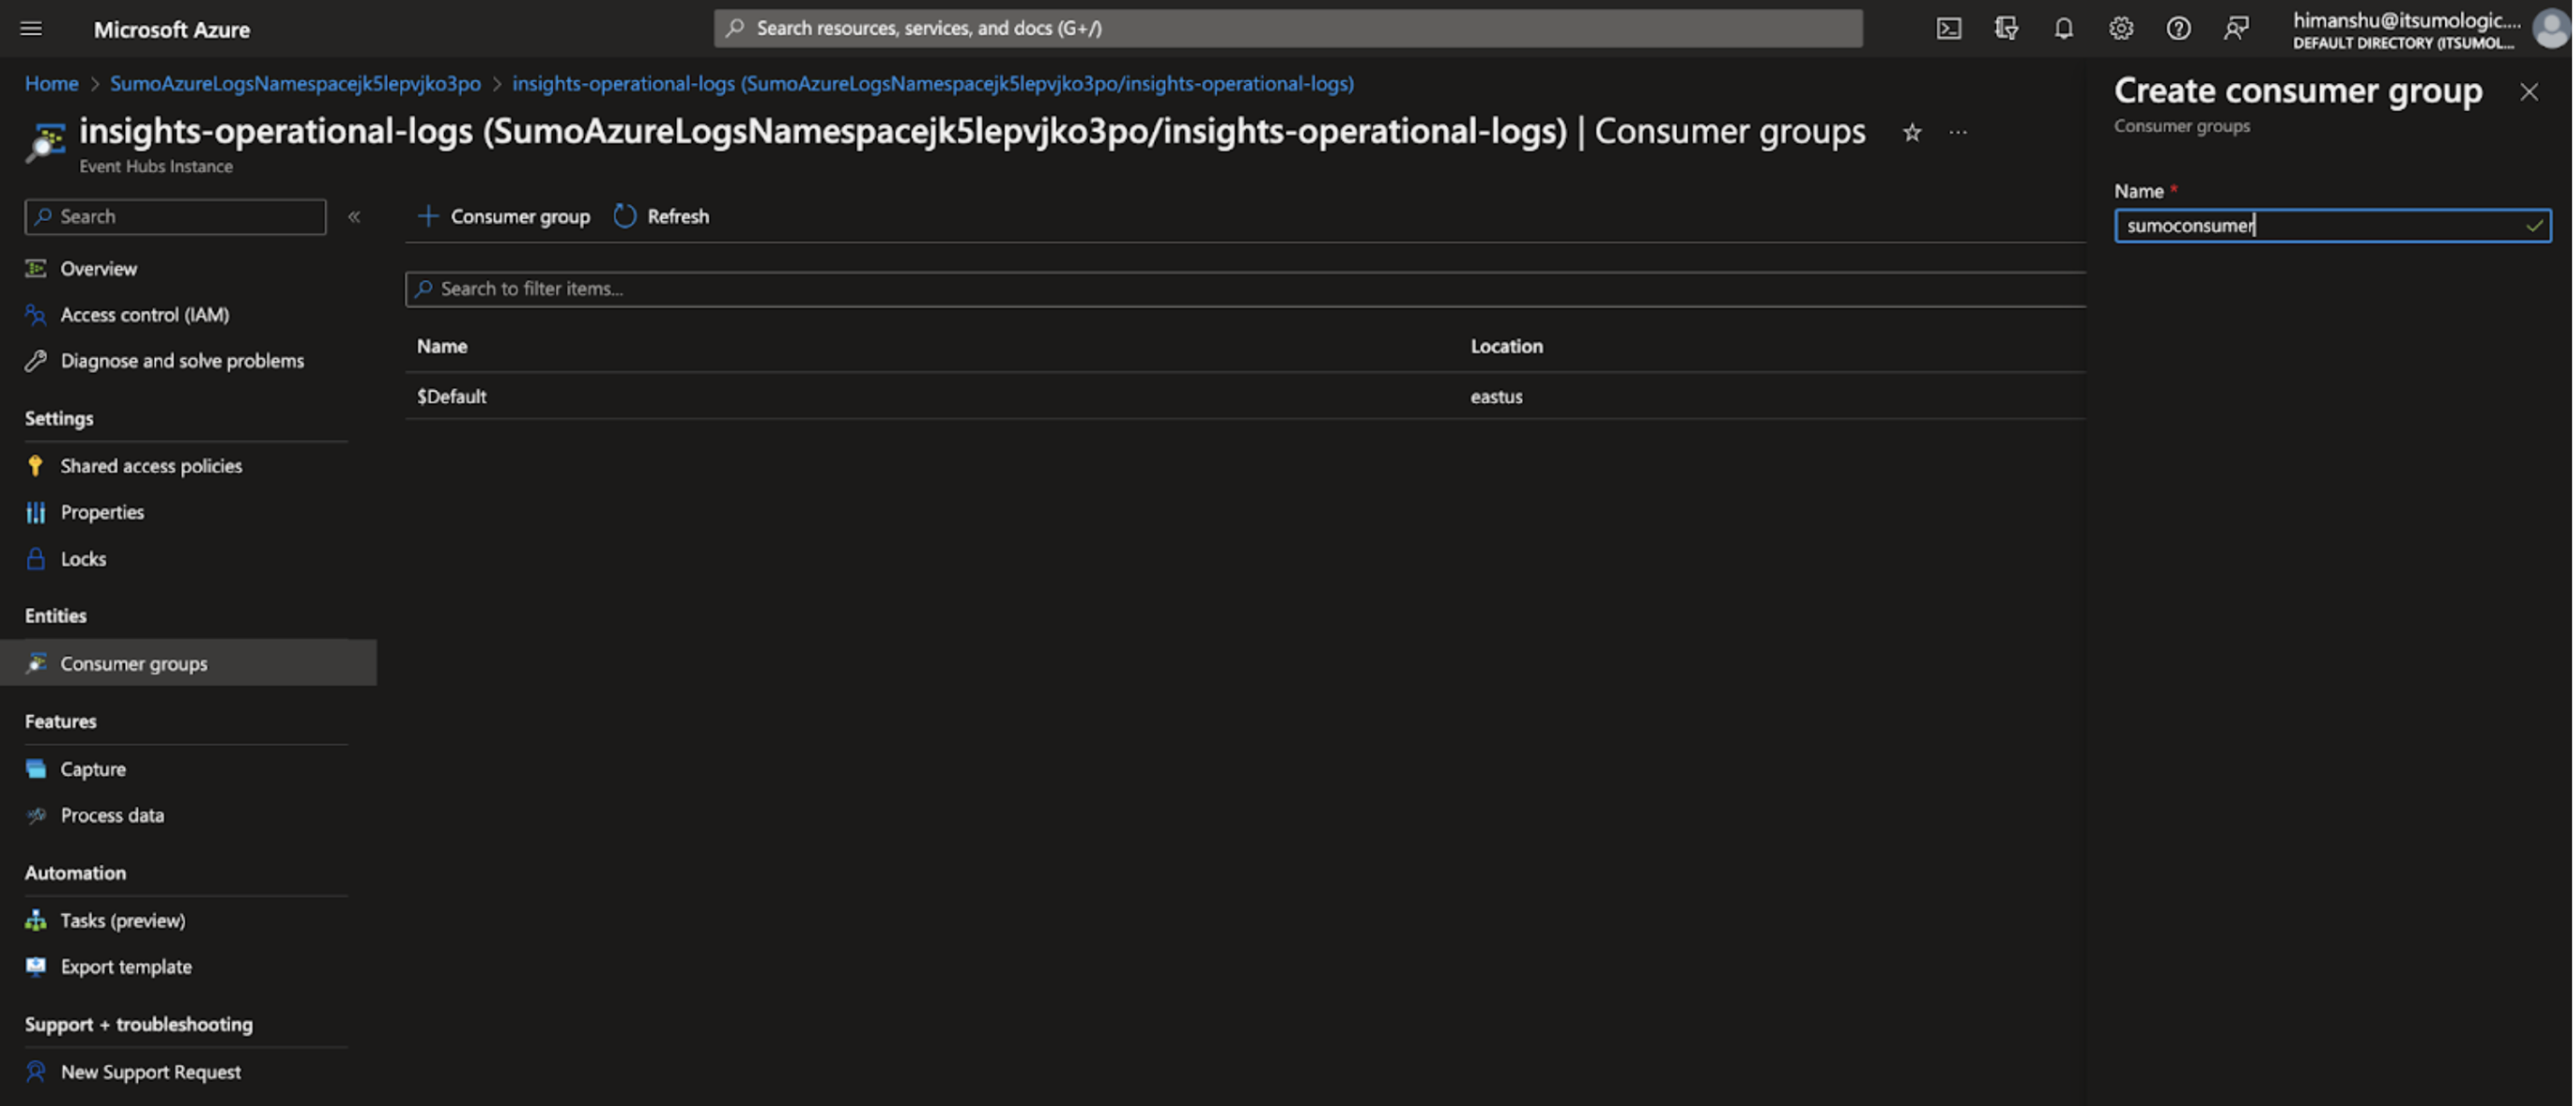 Microsoft Azure
Search resources, services, and docs (G+/)
himanshu@itsumologic....
DEFAULT DIRECTORY (ITSUMOL...
Home > SumoAzureLogsNamespacejk5lepvjko3po > insights-operational-logs (SumoAzureLogsNamespacejk5lepvjko3po/insights-operational-logs)
insights-operational-logs (SumoAzureLogsNamespacejk5lepvjko3po/insights-operational-logs) | Consumer groups
Event Hubs Instance
Search
Overview
Access control (IAM)
Diagnose and solve problems
Settings
Shared access policies
Properties
Locks
Entities
Consumer groups
Features
Capture
Process data
Automation
Tasks (preview)
Export template
Support + troubleshooting
New Support Request
Consumer group Refresh
Search to filter items...
Name Location
$Default eastus
Create consumer group
Consumer groups
Name *
sumoconsumer